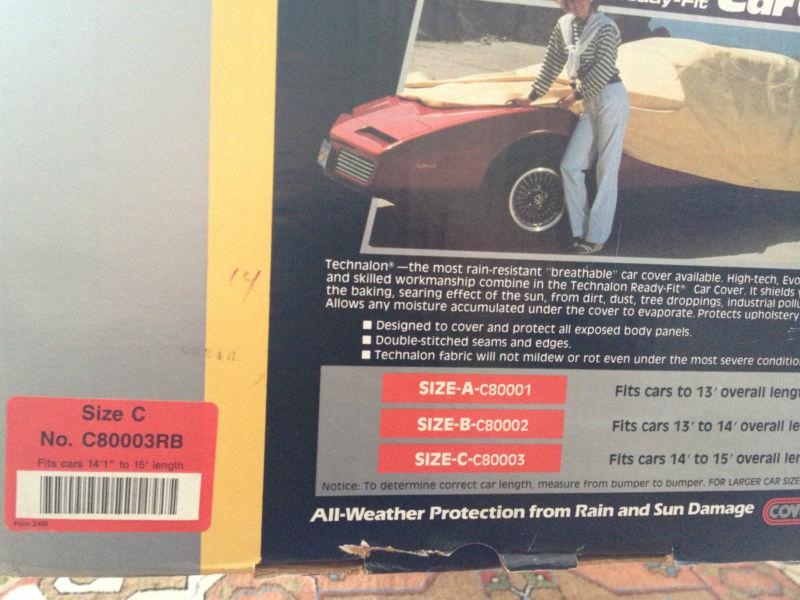 Ready-Fit Car
Technalon® —the most rain-resistant "breathable" car cover available. High-tech,
and skilled workmanship combine in the Technalon Ready-Fit® Car Cover. It shields
the baking, searing effect of the sun, from dirt, dust, tree droppings, industrial
Allows any moisture accumulated under the cover to evaporate. Protects upholstery
■ Designed to cover and protect all exposed body panels.
■ Double-stitched seams and edges.
■ Technalon fabric will not mildew or rot even under the most severe
SIZE-A-C80001 Fits cars to 13′ overall
SIZE-B-C80002 Fits cars 13′ to 14′ overall
SIZE-C-C80003 Fits cars 14′ to 15′ overall
Notice: To determine correct car length, measure from bumper to bumper. FOR LARGER CAR
All-Weather Protection from Rain and Sun Damage
COV
14
Size C
No. C80003RB
Fits cars 14'1" to 15' length